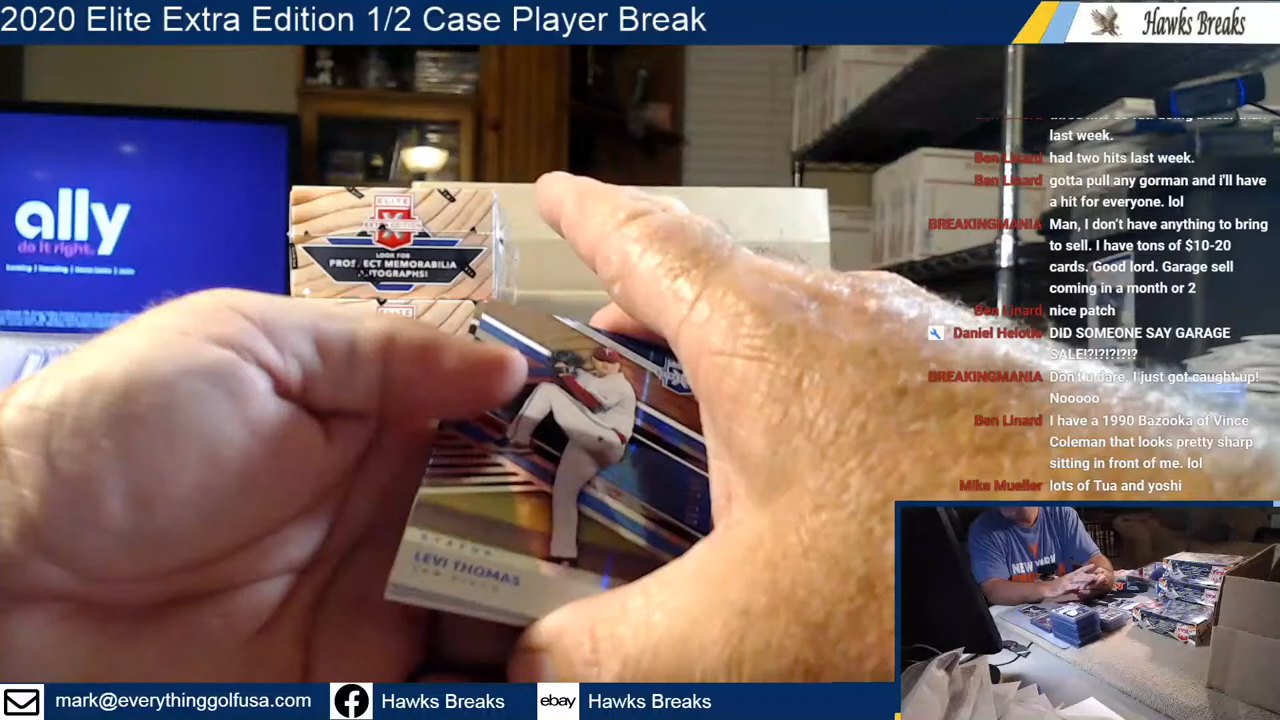 2020 Elite Extra Edition 1/2 Case Player Break
Hawks Breaks
ally
do it right.
ELITE
X
LOOK FOR
PROSPECT MEMORABILIA
AUTOGRAPHS!
LEVI THOMAS
last week.
Ben Linard had two hits last week.
Ben Linard gotta pull any gorman and i'll have
a hit for everyone. lol
BREAKINGMANIA Man, I don't have anything to bring
to sell. I have tons of $10-20
cards. Good lord. Garage sell
coming in a month or 2
Ben Linard nice patch
Daniel DID SOMEONE SAY GARAGE
SALE!?!?!?!?!?
BREAKINGMANIA Don't u dare. I just got caught up!
Nooooo
Ben Linard I have a 1990 Bazooka of Vince
Coleman that looks pretty sharp
sitting in front of me. lol
Mike Mueller lots of Tua and yoshi
NEW YORK
mark@everythinggolfusa.com
Hawks Breaks
ebay
Hawks Breaks